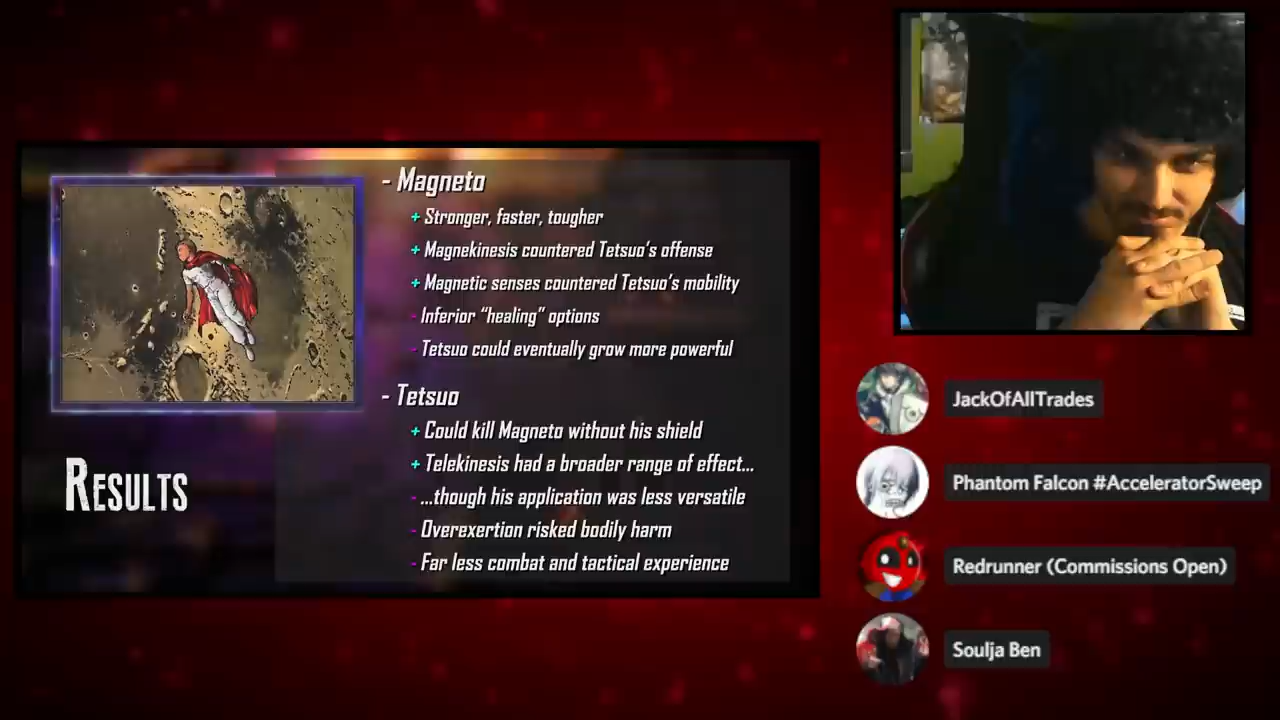 - Magneto
+ Stronger, faster, tougher
+ Magnekinesis countered Tetsuo's offense
+ Magnetic senses countered Tetsuo's mobility
- Inferior "healing" options
- Tetsuo could eventually grow more powerful
- Tetsuo
+ Could kill Magneto without his shield
+ Telekinesis had a broader range of effect...
- ...though his application was less versatile
- Overexertion risked bodily harm
- Far less combat and tactical experience
RESULTS
JackOfAllTrades
Phantom Falcon #AcceleratorSweep
Redrunner (Commissions Open)
Soulja Ben